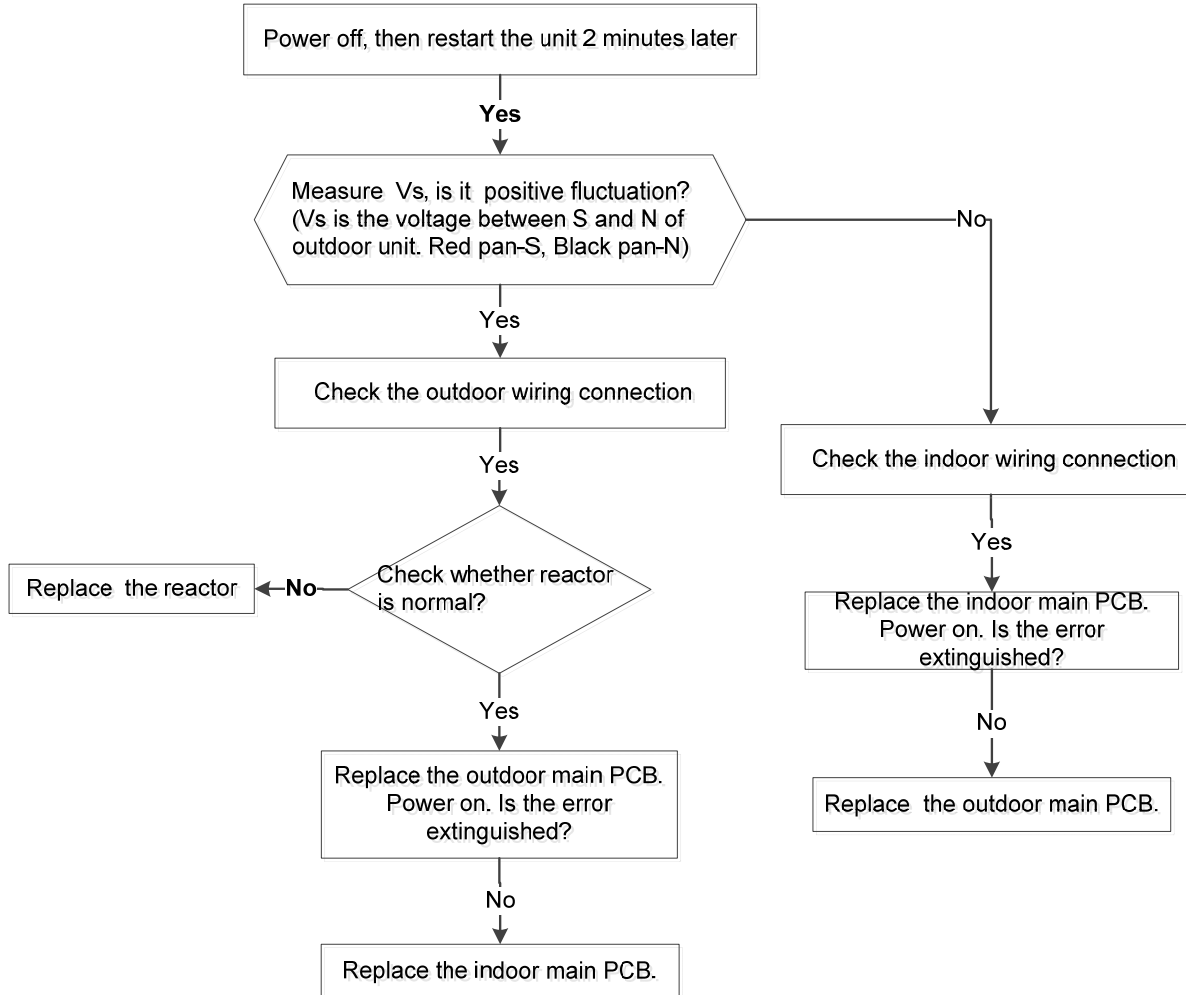 Power off, then restart the unit 2 minutes later
Yes
Measure Vs, is it positive fluctuation?
(Vs is the voltage between S and N of
outdoor unit. Red pan-S, Black pan-N)
No
Yes
Check the outdoor wiring connection
Yes
Check the indoor wiring connection
Yes
Check whether reactor
is normal?
No
Replace the reactor
Replace the indoor main PCB.
Power on. Is the error
extinguished?
Yes
No
Replace the outdoor main PCB.
Power on. Is the error
extinguished?
Replace the outdoor main PCB.
No
Replace the indoor main PCB.